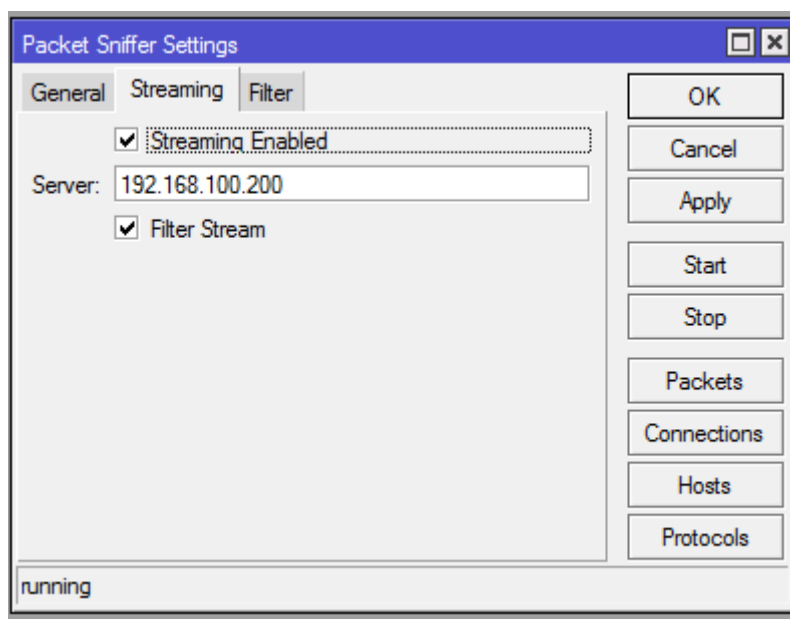 Packet Sniffer Settings
General Streaming Filter
Streaming Enabled
Server: 192.168.100.200
Filter Stream
OK
Cancel
Apply
Start
Stop
Packets
Connections
Hosts
Protocols
running